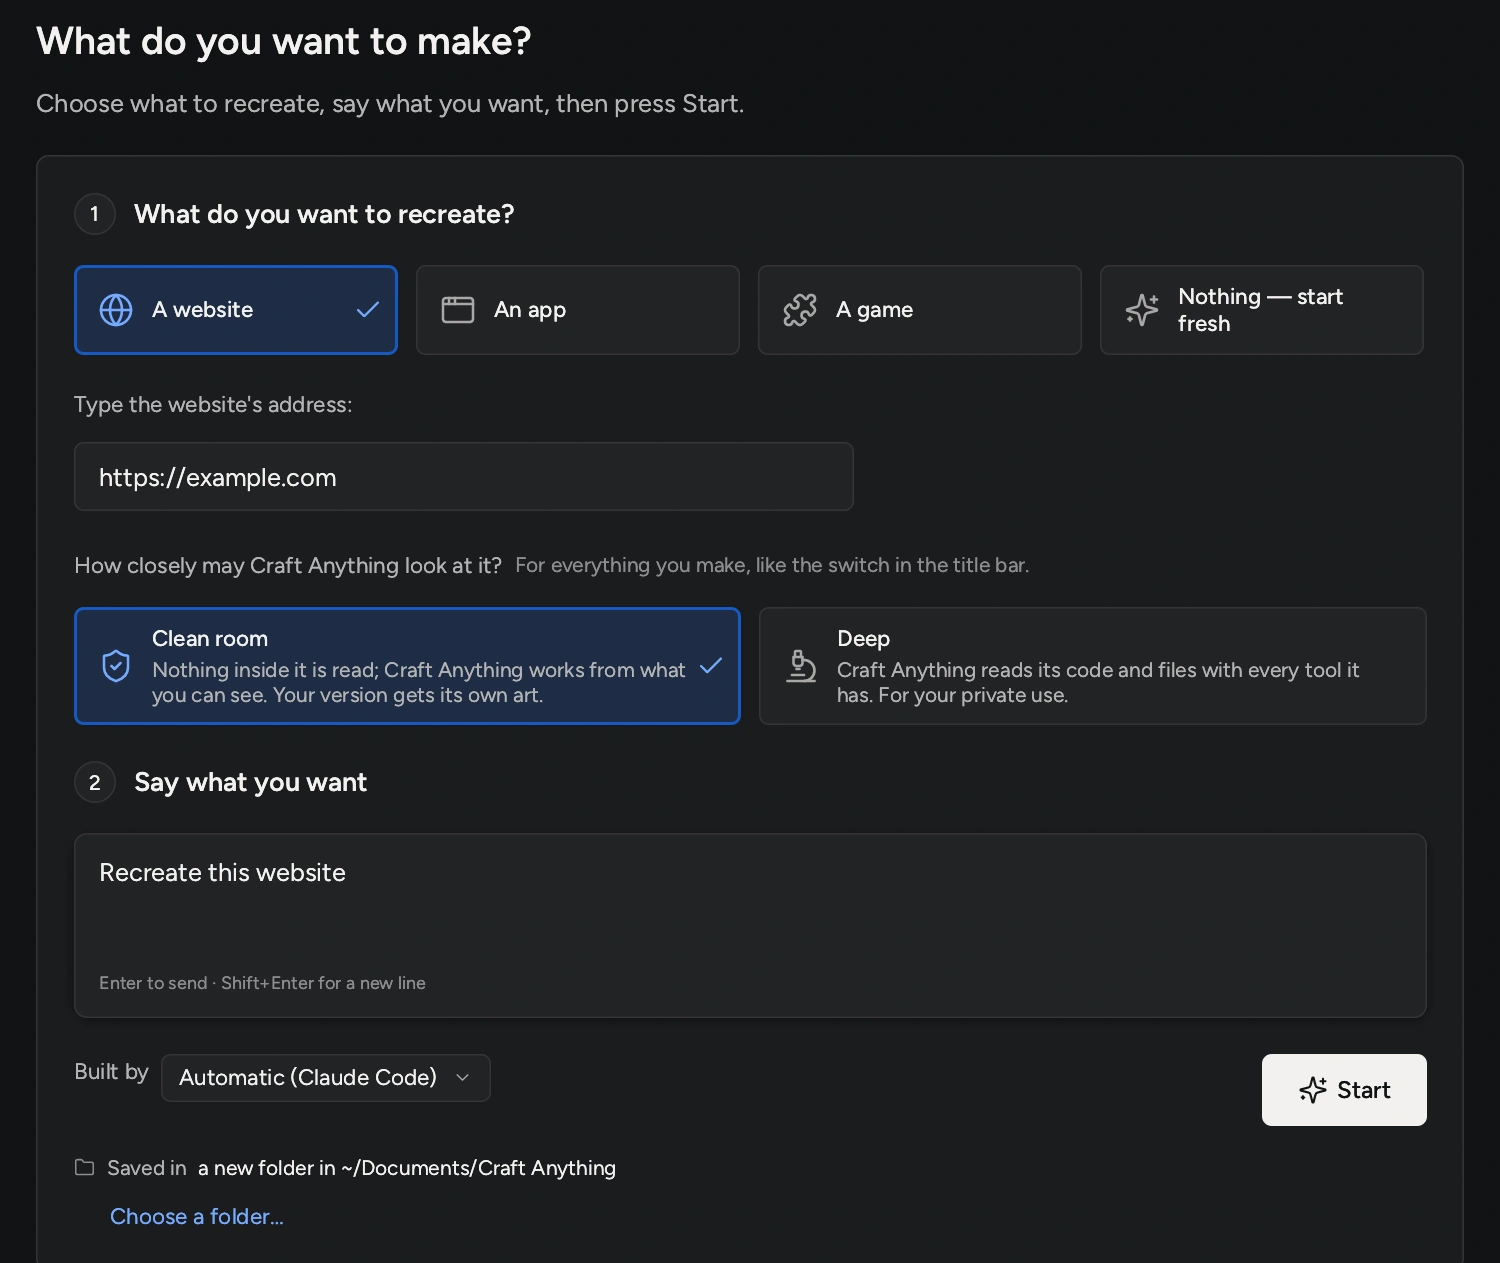 What do you want to make?
Choose what to recreate, say what you want, then press Start.
1 What do you want to recreate?
A website
An app
A game
Nothing — start
fresh
Type the website's address:
https://example.com
How closely may Craft Anything look at it? For everything you make, like the switch in the title bar.
Clean room
Nothing inside it is read; Craft Anything works from what
you can see. Your version gets its own art.
Deep
Craft Anything reads its code and files with every tool it
has. For your private use.
2 Say what you want
Recreate this website
Enter to send · Shift+Enter for a new line
Built by Automatic (Claude Code)
Start
Saved in a new folder in ~/Documents/Craft Anything
Choose a folder...